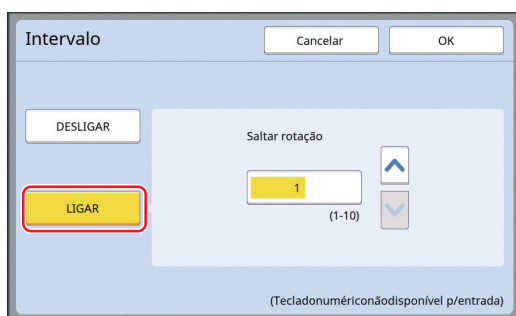 Intervalo
Cancelar
OK
DESLIGAR
Saltar rotação
1
LIGAR
(1-10)
(Tecladonumériconãodisponível p/entrada)